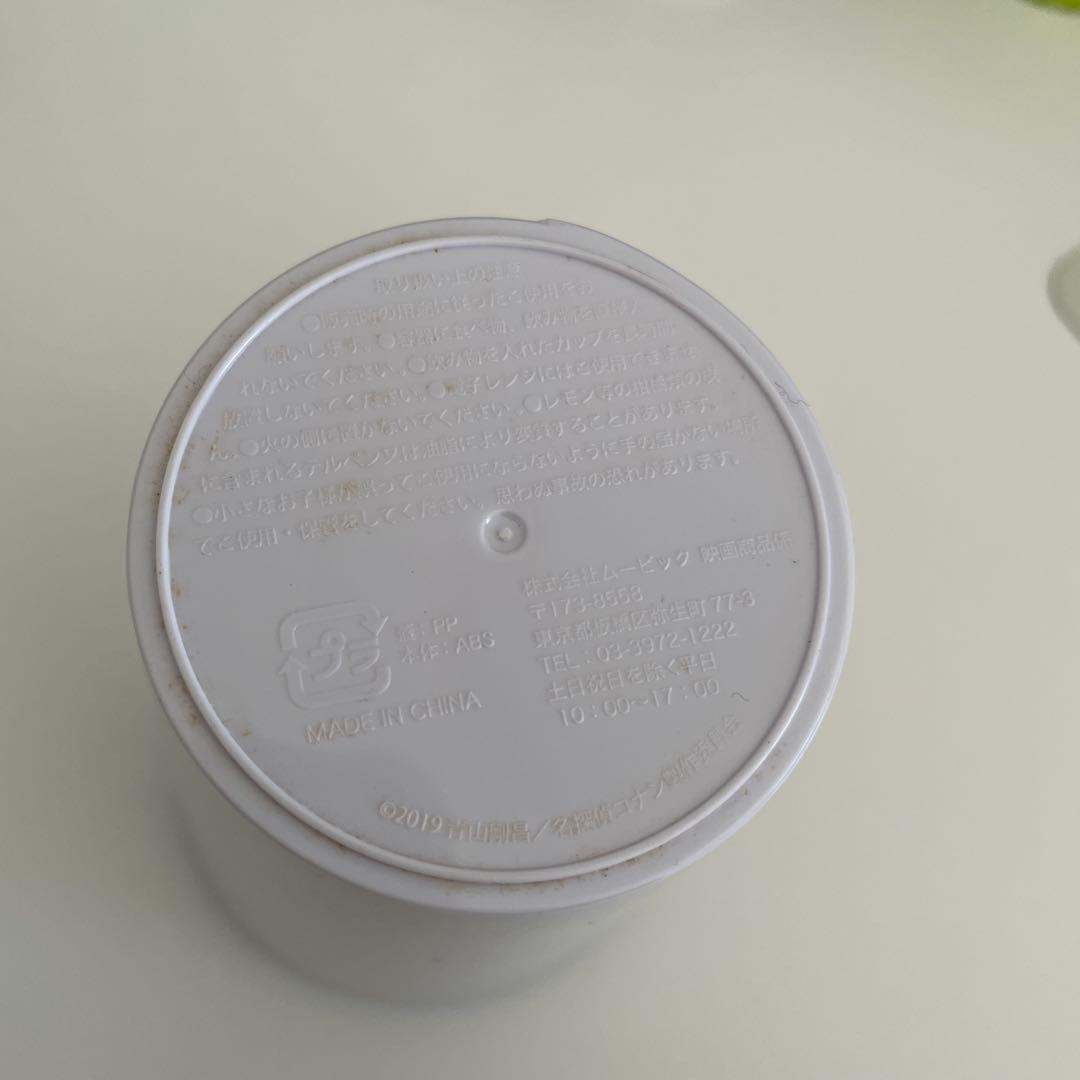 取り扱い上の注意
○販売時の用途に従ったご使用をお
願いします。○容器に食べ物、飲み物を直接入
れないでください。○飲み物を入れたカップを長時間
放置しないでください。○電子レンジにはご使用できませ
ん。○火の側に置かないでください。○レモン等の柑橘系の皮
に含まれるテルペン又は油脂により変質することがあります。
○小さなお子様が誤ってご使用にならないように手の届かない場所
でご使用・保管をしてください。思わぬ事故の恐れがあります。
株式会社ムービック 映画商品係
〒173-8558
東京都板橋区弥生町77-3
TEL：03-3972-1222
土日祝日を除く平日
10：00～17：00
プラ
蓋：PP
本体：ABS
MADE IN CHINA
©2019 青山剛昌／名探偵コナン製作委員会